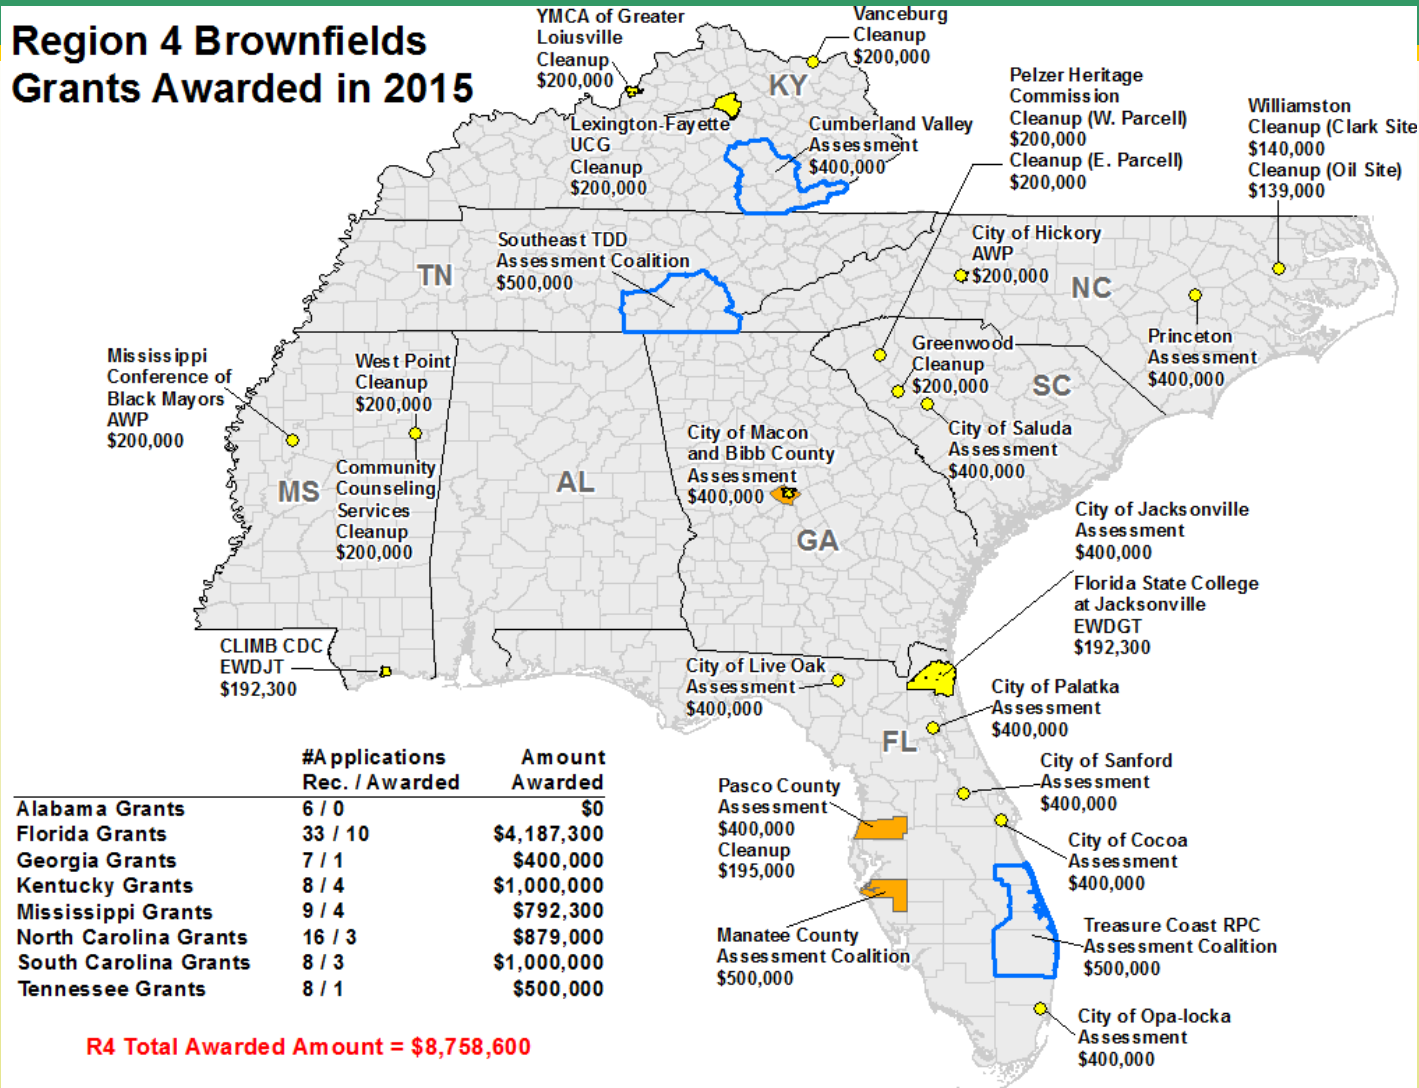 Region 4 Brownfields
Grants Awarded in 2015
YMCA of Greater
Loiusville
Cleanup
$200,000
Vanceburg
Cleanup
$200,000
KY
Lexington-Fayette
UCG
Cleanup
$200,000
Cumberland Valley
Assessment
$400,000
Pelzer Heritage
Commission
Cleanup (W. Parcell)
$200,000
Cleanup (E. Parcell)
$200,000
Williamston
Cleanup (Clark Site
$140,000
Cleanup (Oil Site)
$139,000
Southeast TDD
Assessment Coalition
$500,000
TN
City of Hickory
AWP
$200,000
NC
Princeton
Assessment
$400,000
Mississippi
Conference of
Black Mayors
AWP
$200,000
West Point
Cleanup
$200,000
Community
Counseling
Services
Cleanup
$200,000
MS
AL
City of Macon
and Bibb County
Assessment
$400,000
GA
Greenwood
Cleanup
$200,000
SC
City of Saluda
Assessment
$400,000
City of Jacksonville
Assessment
$400,000
Florida State College
at Jacksonville
EWDGT
$192,300
CLIMB CDC
EWDJT
$192,300
City of Live Oak
Assessment
$400,000
City of Palatka
Assessment
$400,000
FL
City of Sanford
Assessment
$400,000
Pasco County
Assessment
$400,000
Cleanup
$195,000
City of Cocoa
Assessment
$400,000
Manatee County
Assessment Coalition
$500,000
Treasure Coast RPC
Assessment Coalition
$500,000
City of Opa-locka
Assessment
$400,000
#Applications Amount
Rec. / Awarded Awarded
Alabama Grants 6 / 0 $0
Florida Grants 33 / 10 $4,187,300
Georgia Grants 7 / 1 $400,000
Kentucky Grants 8 / 4 $1,000,000
Mississippi Grants 9 / 4 $792,300
North Carolina Grants 16 / 3 $879,000
South Carolina Grants 8 / 3 $1,000,000
Tennessee Grants 8 / 1 $500,000
R4 Total Awarded Amount = $8,758,600